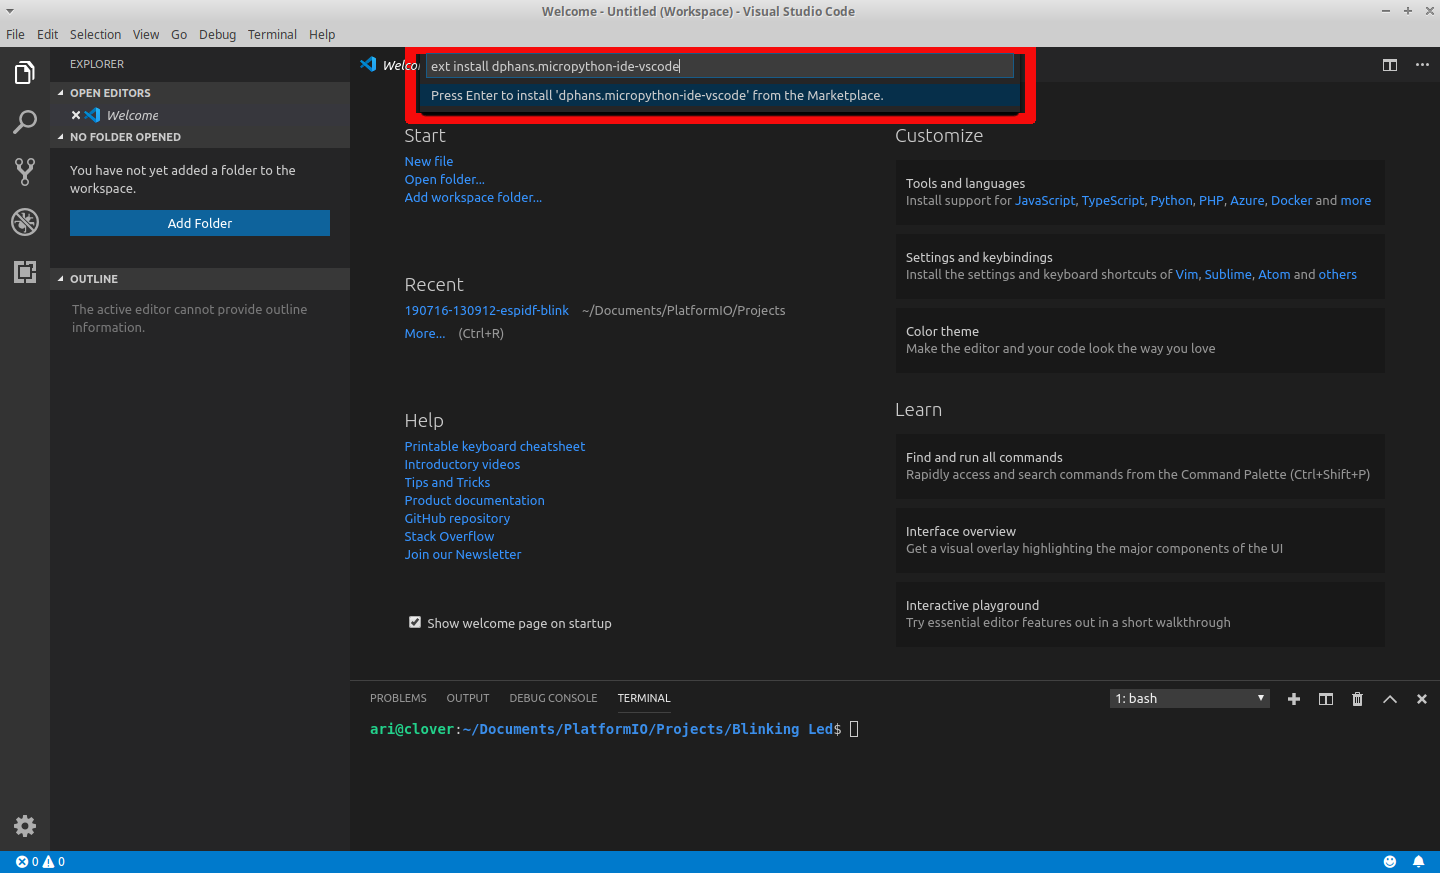 Welcome - Untitled (Workspace) - Visual Studio Code
File Edit Selection View Go Debug Terminal Help
EXPLORER
OPEN EDITORS
Welcome
NO FOLDER OPENED
You have not yet added a folder to the
workspace.
Add Folder
OUTLINE
The active editor cannot provide outline
information.
ext install dphans.micropython-ide-vscode
Press Enter to install 'dphans.micropython-ide-vscode' from the Marketplace.
Start
New file
Open folder...
Add workspace folder...
Recent
190716-130912-espidf-blink ~/Documents/PlatformIO/Projects
More... (Ctrl+R)
Help
Printable keyboard cheatsheet
Introductory videos
Tips and Tricks
Product documentation
GitHub repository
Stack Overflow
Join our Newsletter
Show welcome page on startup
Customize
Tools and languages
Install support for JavaScript, TypeScript, Python, PHP, Azure, Docker and more
Settings and keybindings
Install the settings and keyboard shortcuts of Vim, Sublime, Atom and others
Color theme
Make the editor and your code look the way you love
Learn
Find and run all commands
Rapidly access and search commands from the Command Palette (Ctrl+Shift+P)
Interface overview
Get a visual overlay highlighting the major components of the UI
Interactive playground
Try essential editor features out in a short walkthrough
PROBLEMS OUTPUT DEBUG CONSOLE TERMINAL 1: bash
ari@clover:~/Documents/PlatformIO/Projects/Blinking Led$
0 0